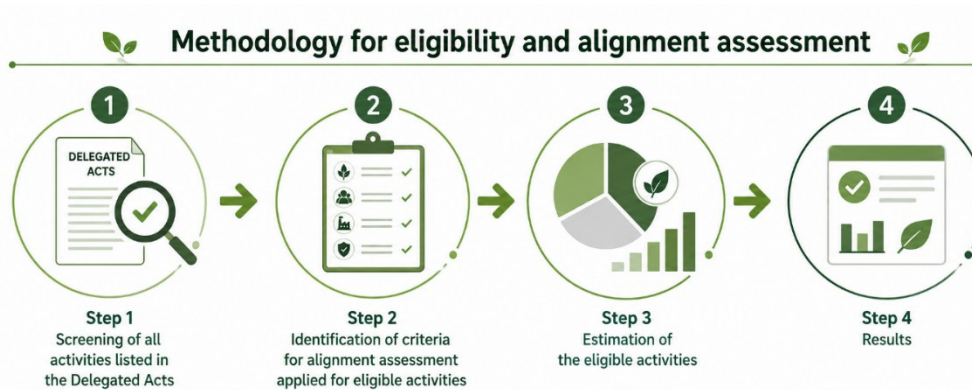 Methodology for eligibility and alignment assessment
1
DELEGATED
ACTS
Step 1
Screening of all
activities listed in
the Delegated Acts
2
Step 2
Identification of criteria
for alignment assessment
applied for eligible activities
3
Step 3
Estimation of
the eligible activities
4
Step 4
Results